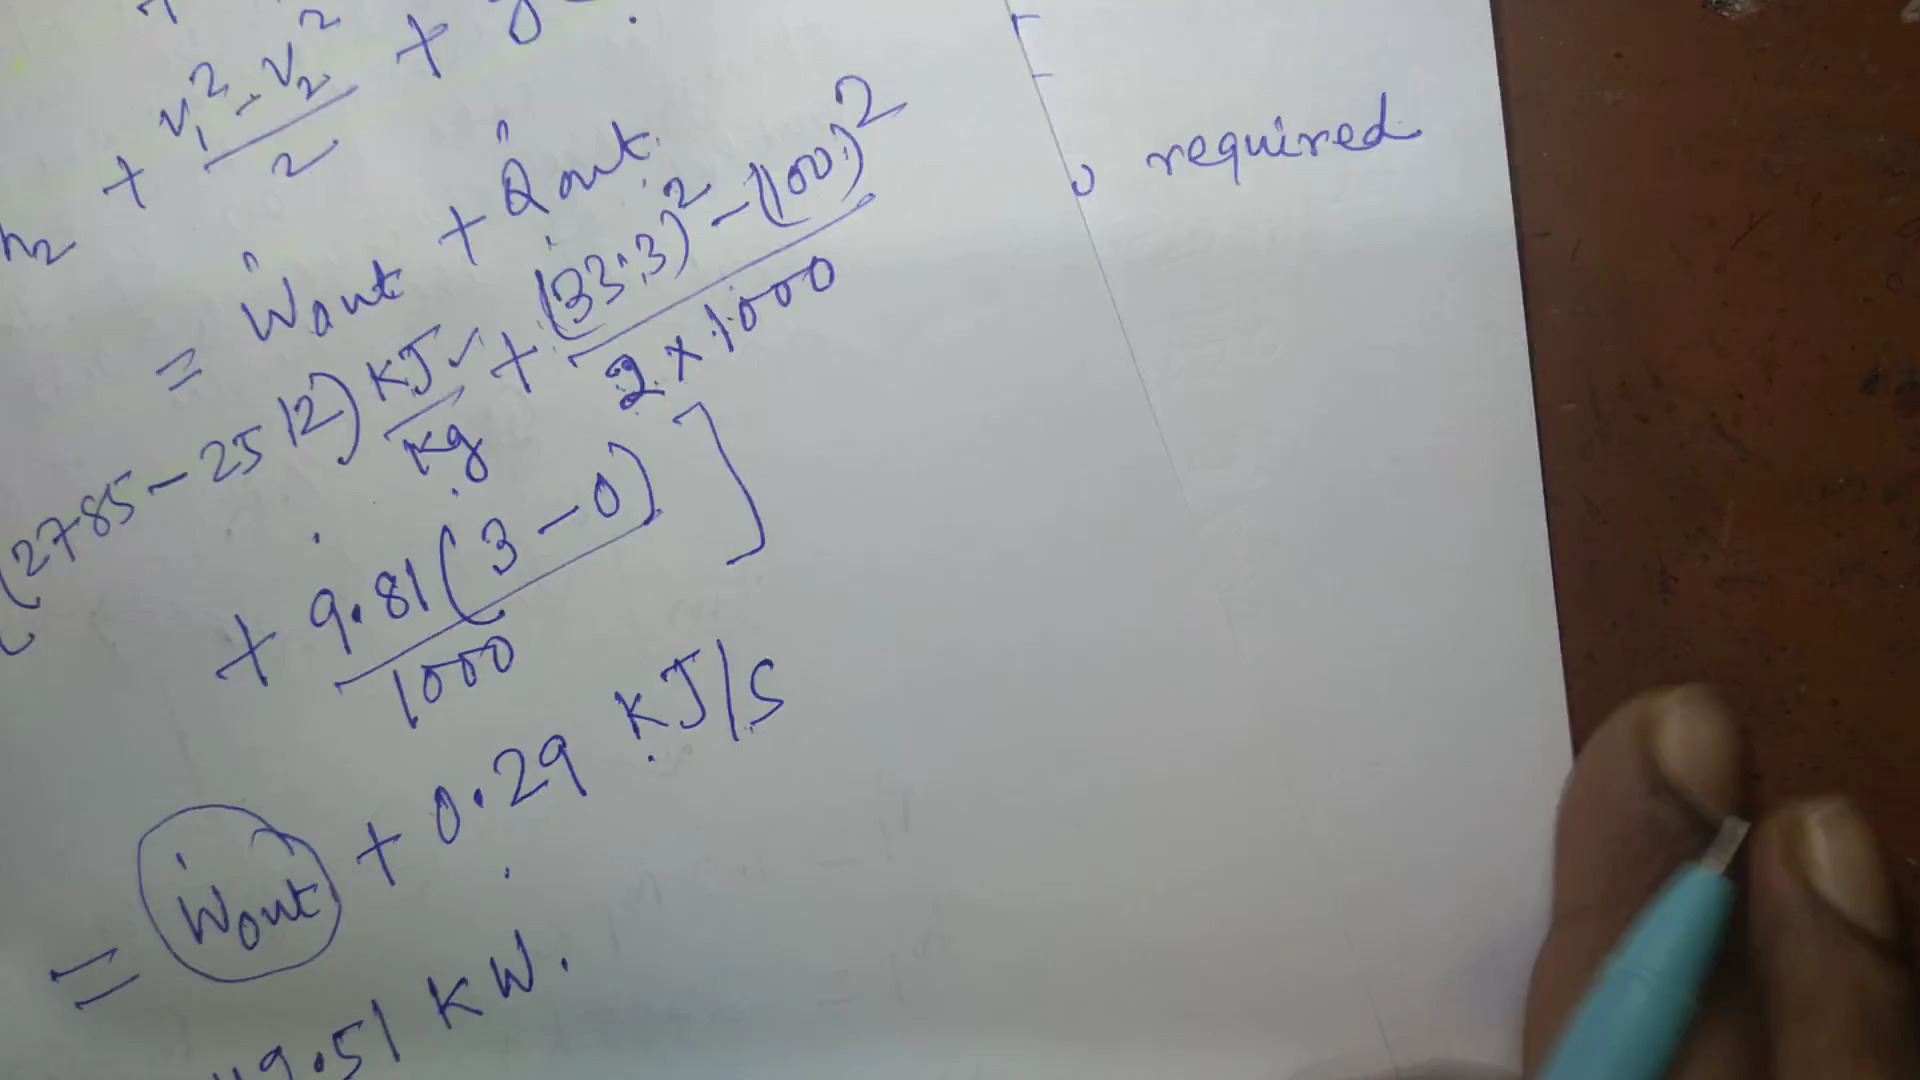 h₂ + (V₁² - V₂²)/2 + g
= Ẇout + Q̇out.
(2785 - 2512) KJ/Kg + ((33.3)² - (100)²)/(2 × 1000)
+ 9.81(3 - 0)/1000 ]
= Ẇout + 0.29 KJ/S
49.51 KW.
required